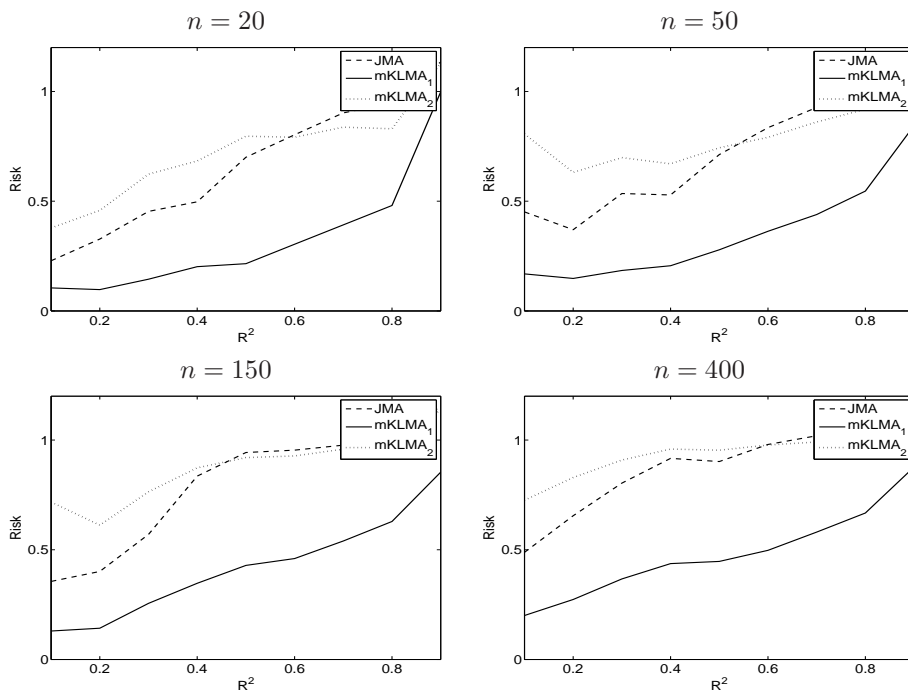 n = 20
JMA
mKLMA₁
mKLMA₂
1
0.5
0
Risk
0.2
0.4
0.6
0.8
R²
n = 50
JMA
mKLMA₁
mKLMA₂
1
0.5
0
Risk
0.2
0.4
0.6
0.8
R²
n = 150
JMA
mKLMA₁
mKLMA₂
1
0.5
0
Risk
0.2
0.4
0.6
0.8
R²
n = 400
JMA
mKLMA₁
mKLMA₂
1
0.5
0
Risk
0.2
0.4
0.6
0.8
R²